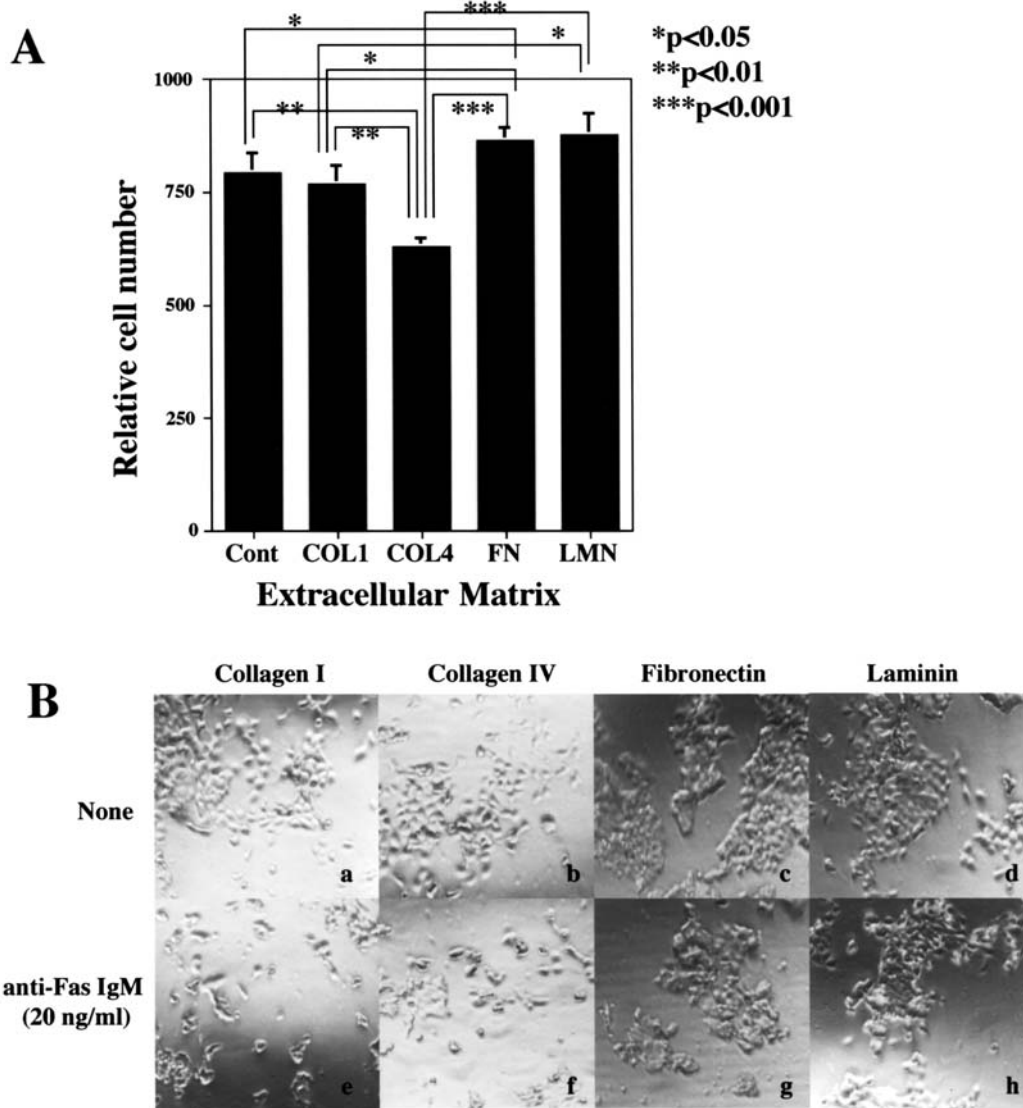 A
***
*
*
*p<0.05
*
**p<0.01
1000
**
***
***p<0.001
**
750
500
250
0
Relative cell number
Cont COL1 COL4 FN LMN
Extracellular Matrix
B
Collagen I Collagen IV Fibronectin Laminin
None
a b c d
anti-Fas IgM
(20 ng/ml)
e f g h